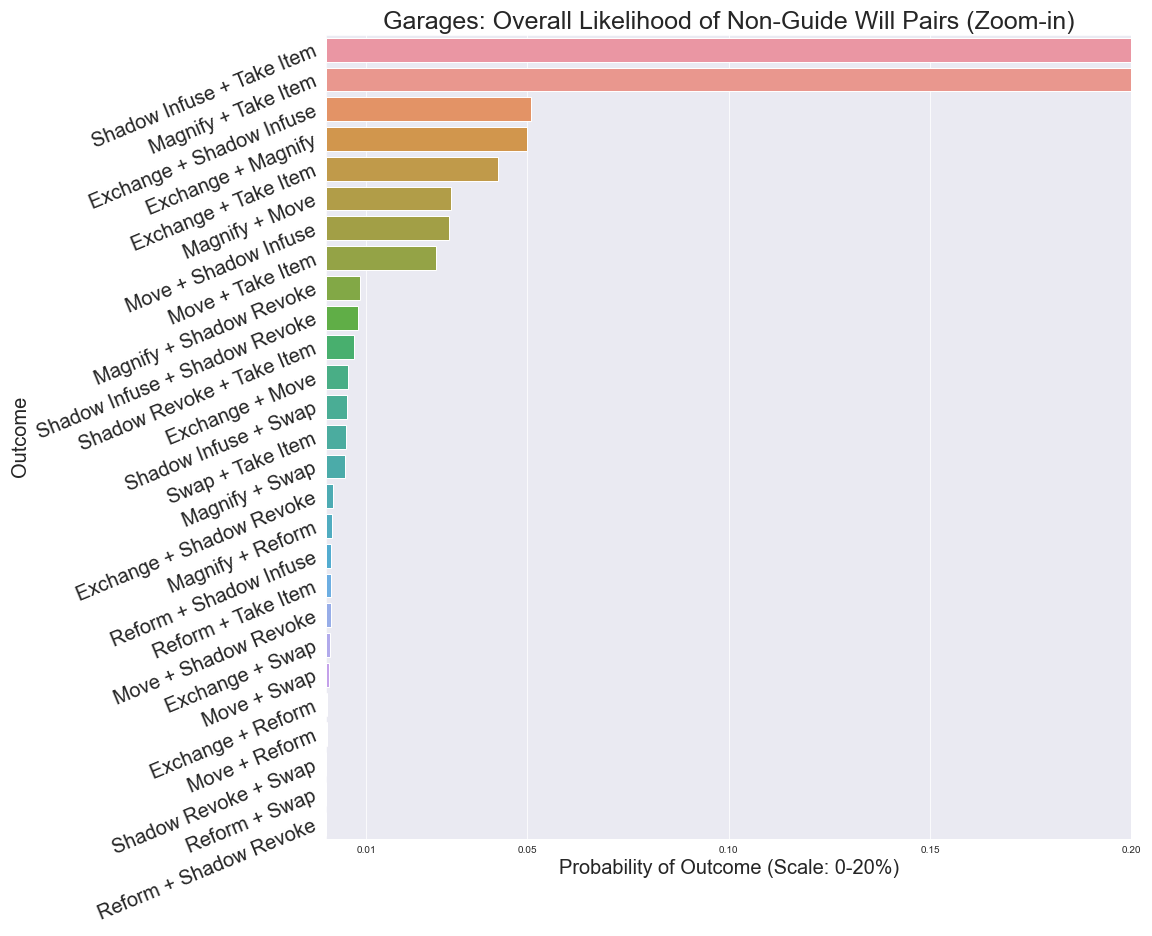 Garages: Overall Likelihood of Non-Guide Will Pairs (Zoom-in)
Shadow Infuse + Take Item
Magnify + Take Item
Exchange + Shadow Infuse
Exchange + Magnify
Exchange + Take Item
Magnify + Move
Move + Shadow Infuse
Move + Take Item
Magnify + Shadow Revoke
Shadow Infuse + Shadow Revoke
Shadow Revoke + Take Item
Exchange + Move
Shadow Infuse + Swap
Swap + Take Item
Magnify + Swap
Exchange + Shadow Revoke
Magnify + Reform
Reform + Shadow Infuse
Reform + Take Item
Move + Shadow Revoke
Exchange + Swap
Move + Swap
Exchange + Reform
Move + Reform
Shadow Revoke + Swap
Reform + Swap
Reform + Shadow Revoke
Outcome
0.01 0.05 0.10 0.15 0.20
Probability of Outcome (Scale: 0-20%)